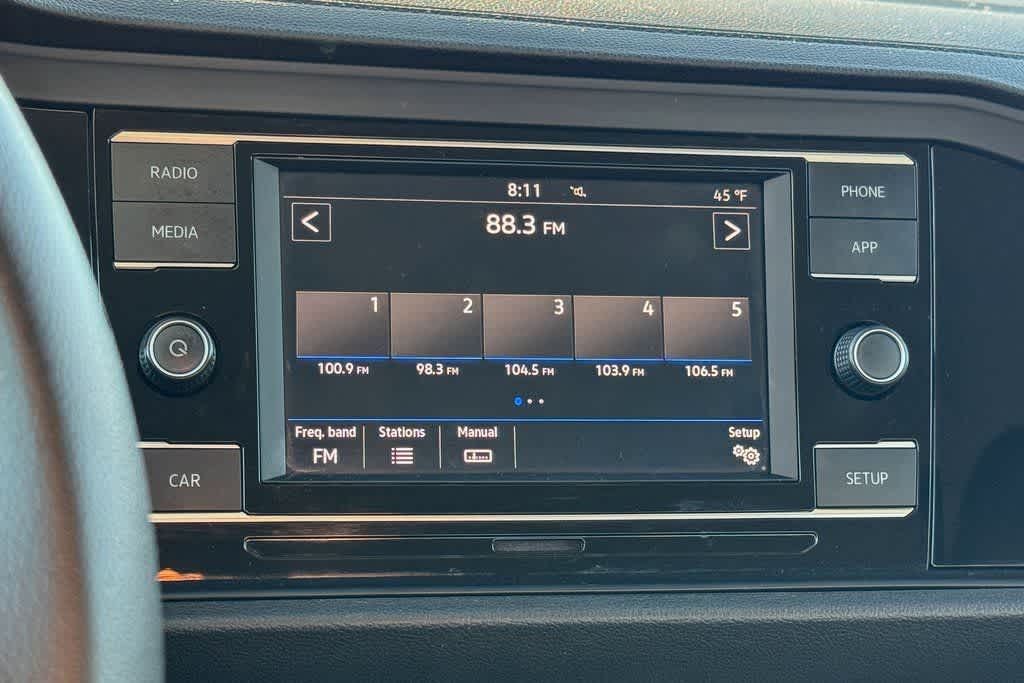 RADIO
MEDIA
8:11
45 °F
88.3 FM
<
>
PHONE
APP
1 2 3 4 5
100.9 FM 98.3 FM 104.5 FM 103.9 FM 106.5 FM
Freq. band Stations Manual Setup
FM
CAR
SETUP